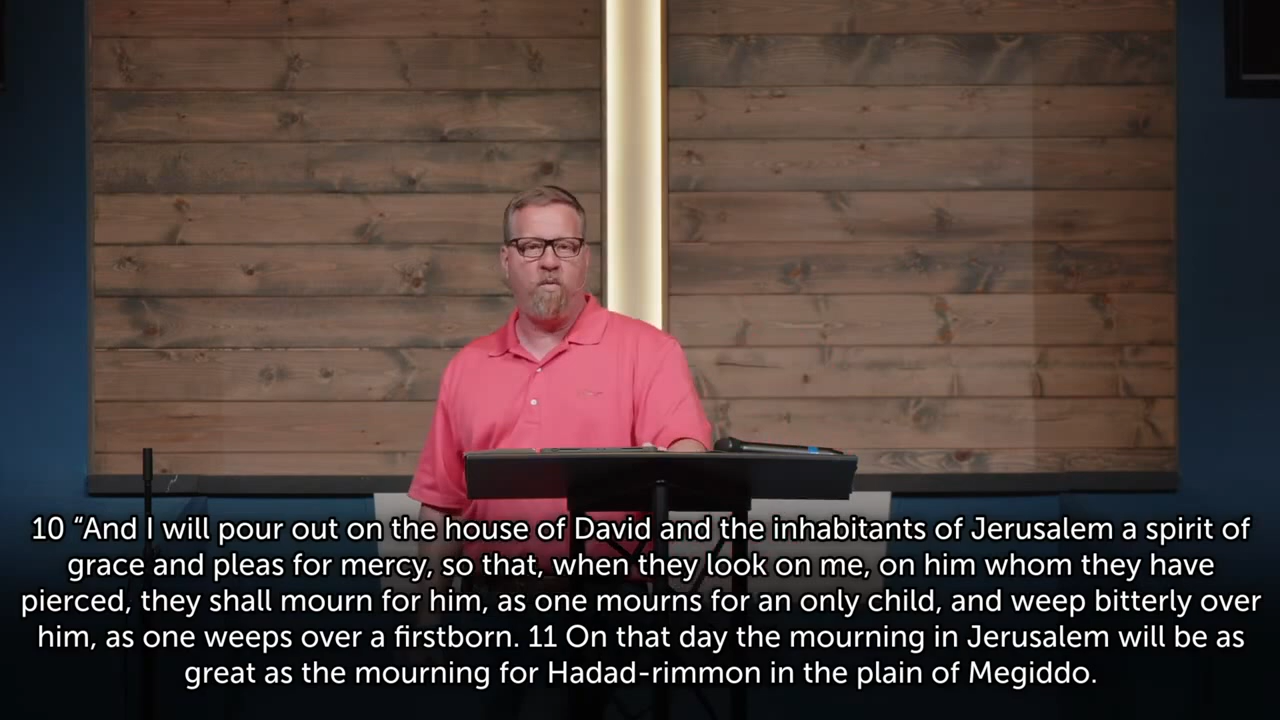 10 “And I will pour out on the house of David and the inhabitants of Jerusalem a spirit of
grace and pleas for mercy, so that, when they look on me, on him whom they have
pierced, they shall mourn for him, as one mourns for an only child, and weep bitterly over
him, as one weeps over a firstborn. 11 On that day the mourning in Jerusalem will be as
great as the mourning for Hadad-rimmon in the plain of Megiddo.